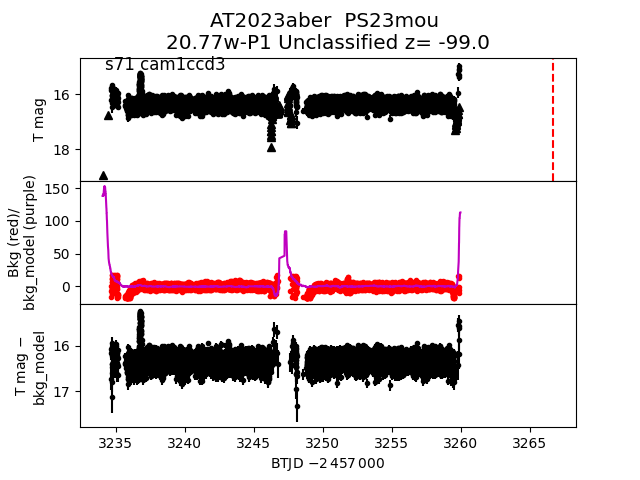 AT2023aber  PS23mou
20.77w-P1 Unclassified z= -99.0
s71 cam1ccd3
T mag
16
18
Bkg (red)/
bkg_model (purple)
150
100
50
0
T mag −
bkg_model
16
17
3235 3240 3245 3250 3255 3260 3265
BTJD −2 457 000